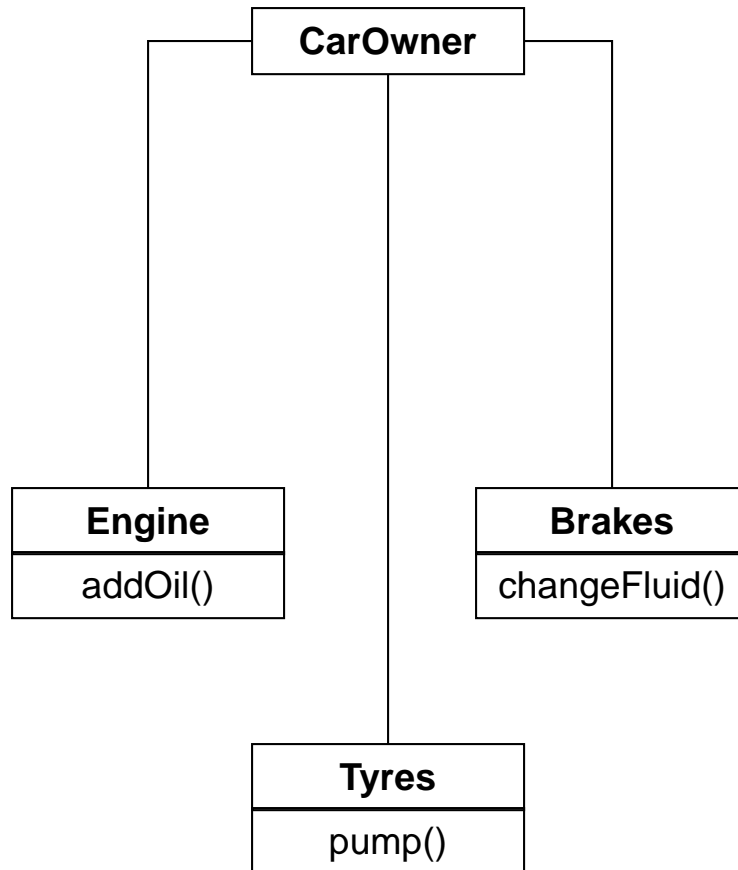 CarOwner
Engine
addOil()
Brakes
changeFluid()
Tyres
pump()